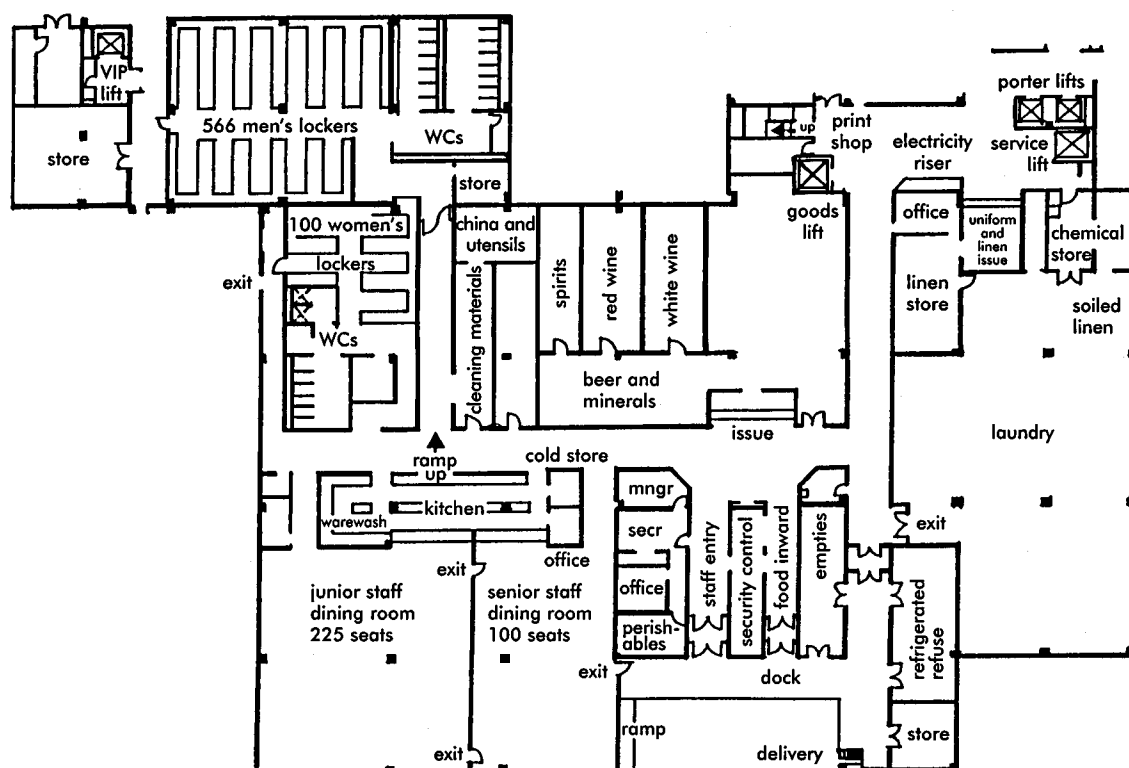 VIP
lift
store
566 men's lockers
WCs
store
up
print
shop
goods
lift
porter lifts
service
lift
electricity
riser
office
uniform
and
linen
issue
chemical
store
linen
store
soiled
linen
100 women's
lockers
exit
WCs
china and
utensils
cleaning materials
spirits
red wine
white wine
beer and
minerals
issue
laundry
ramp
up
cold store
warewash
kitchen
office
mngr
secr
office
perish-
ables
staff entry
security control
food inward
empties
exit
refrigerated
refuse
exit
junior staff
dining room
225 seats
senior staff
dining room
100 seats
exit
dock
ramp
delivery
store
exit